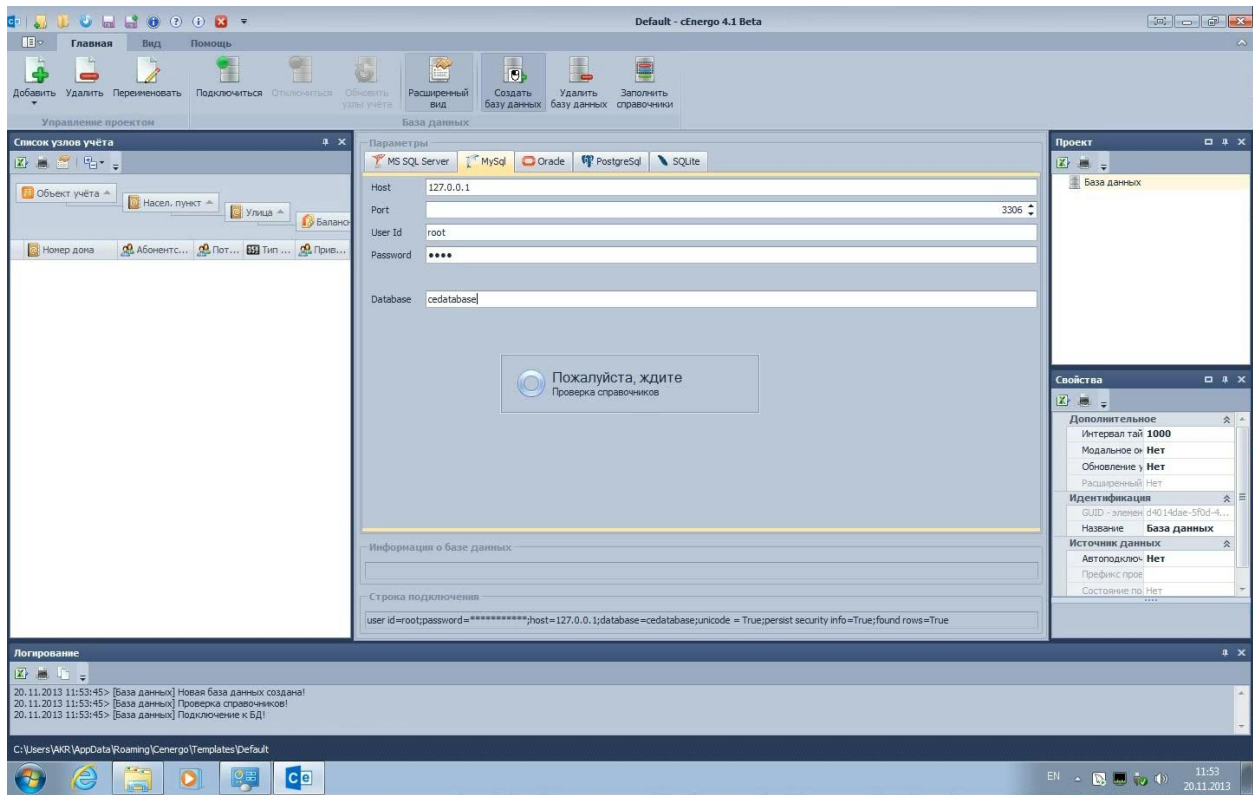 Default - cEnergo 4.1 Beta
Главная Вид Помощь
Добавить Удалить Переименовать Подключиться Отключиться Обновить узлы учёта Расширенный вид Создать базу данных Удалить базу данных Заполнить справочники
Управление проектом База данных
Список узлов учёта
Объект учёта
Насел. пункт
Улица
Баланс
Номер дома Абонентс... Пот... Тип ... Прив...
Параметры
MS SQL Server MySql Oracle PostgreSql SQLite
Host 127.0.0.1
Port 3306
User Id root
Password ••••
Database cedatabase
Пожалуйста, ждите
Проверка справочников
Информация о базе данных
Строка подключения
user id=root;password=***********;host=127.0.0.1;database=cedatabase;unicode = True;persist security info=True;found rows=True
Проект
База данных
Свойства
Дополнительное
Интервал тай 1000
Модальное ок Нет
Обновление у Нет
Расширенный Нет
Идентификация
GUID - элемен d4014dae-5f0d-4...
Название База данных
Источник данных
Автоподключ Нет
Префикс прое
Состояние по Нет
Логирование
20.11.2013 11:53:45> [База данных] Новая база данных создана!
20.11.2013 11:53:45> [База данных] Проверка справочников!
20.11.2013 11:53:45> [База данных] Подключение к БД!
C:\Users\AKR\AppData\Roaming\Cenergo\Templates\Default
EN 11:53
20.11.2013